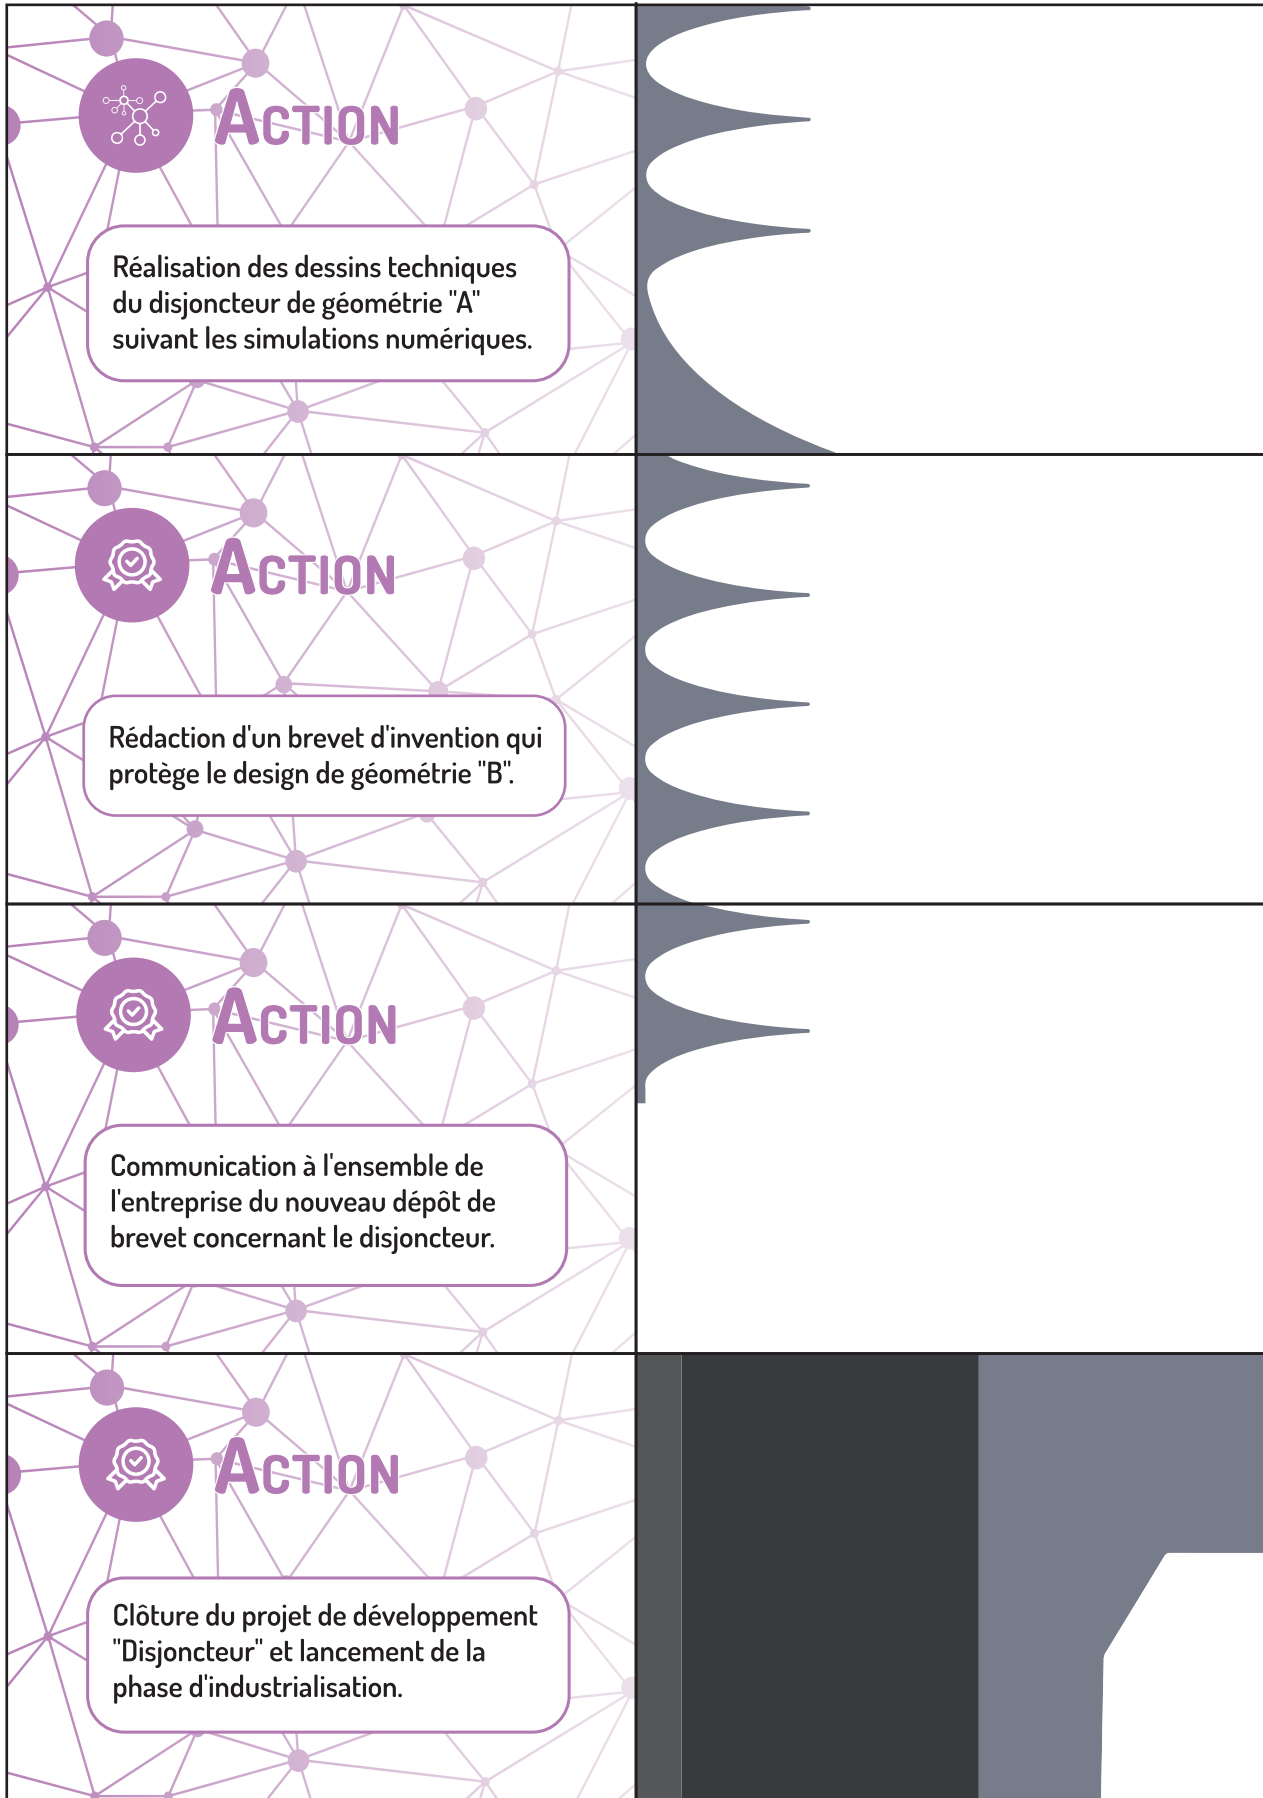 ACTION
Réalisation des dessins techniques
du disjoncteur de géométrie "A"
suivant les simulations numériques.
ACTION
Rédaction d'un brevet d'invention qui
protège le design de géométrie "B".
ACTION
Communication à l'ensemble de
l'entreprise du nouveau dépôt de
brevet concernant le disjoncteur.
ACTION
Clôture du projet de développement
"Disjoncteur" et lancement de la
phase d'industrialisation.